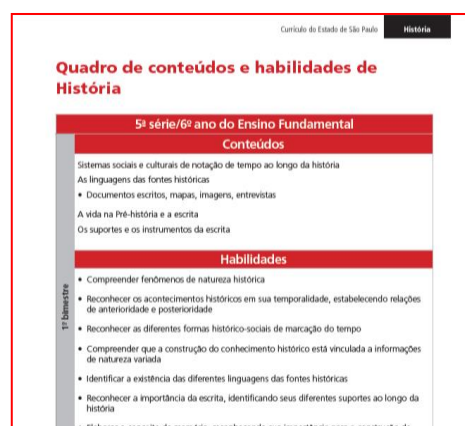 Currículo do Estado de São Paulo História
Quadro de conteúdos e habilidades de
História
5ª série/6º ano do Ensino Fundamental
Conteúdos
Sistemas sociais e culturais de notação de tempo ao longo da história
As linguagens das fontes históricas
• Documentos escritos, mapas, imagens, entrevistas
A vida na Pré-história e a escrita
Os suportes e os instrumentos da escrita
Habilidades
1º bimestre
• Compreender fenômenos de natureza histórica
• Reconhecer os acontecimentos históricos em sua temporalidade, estabelecendo relações
de anterioridade e posterioridade
• Reconhecer as diferentes formas histórico-sociais de marcação do tempo
• Compreender que a construção do conhecimento histórico está vinculada a informações
de natureza variada
• Identificar a existência das diferentes linguagens das fontes históricas
• Reconhecer a importância da escrita, identificando seus diferentes suportes ao longo da
história